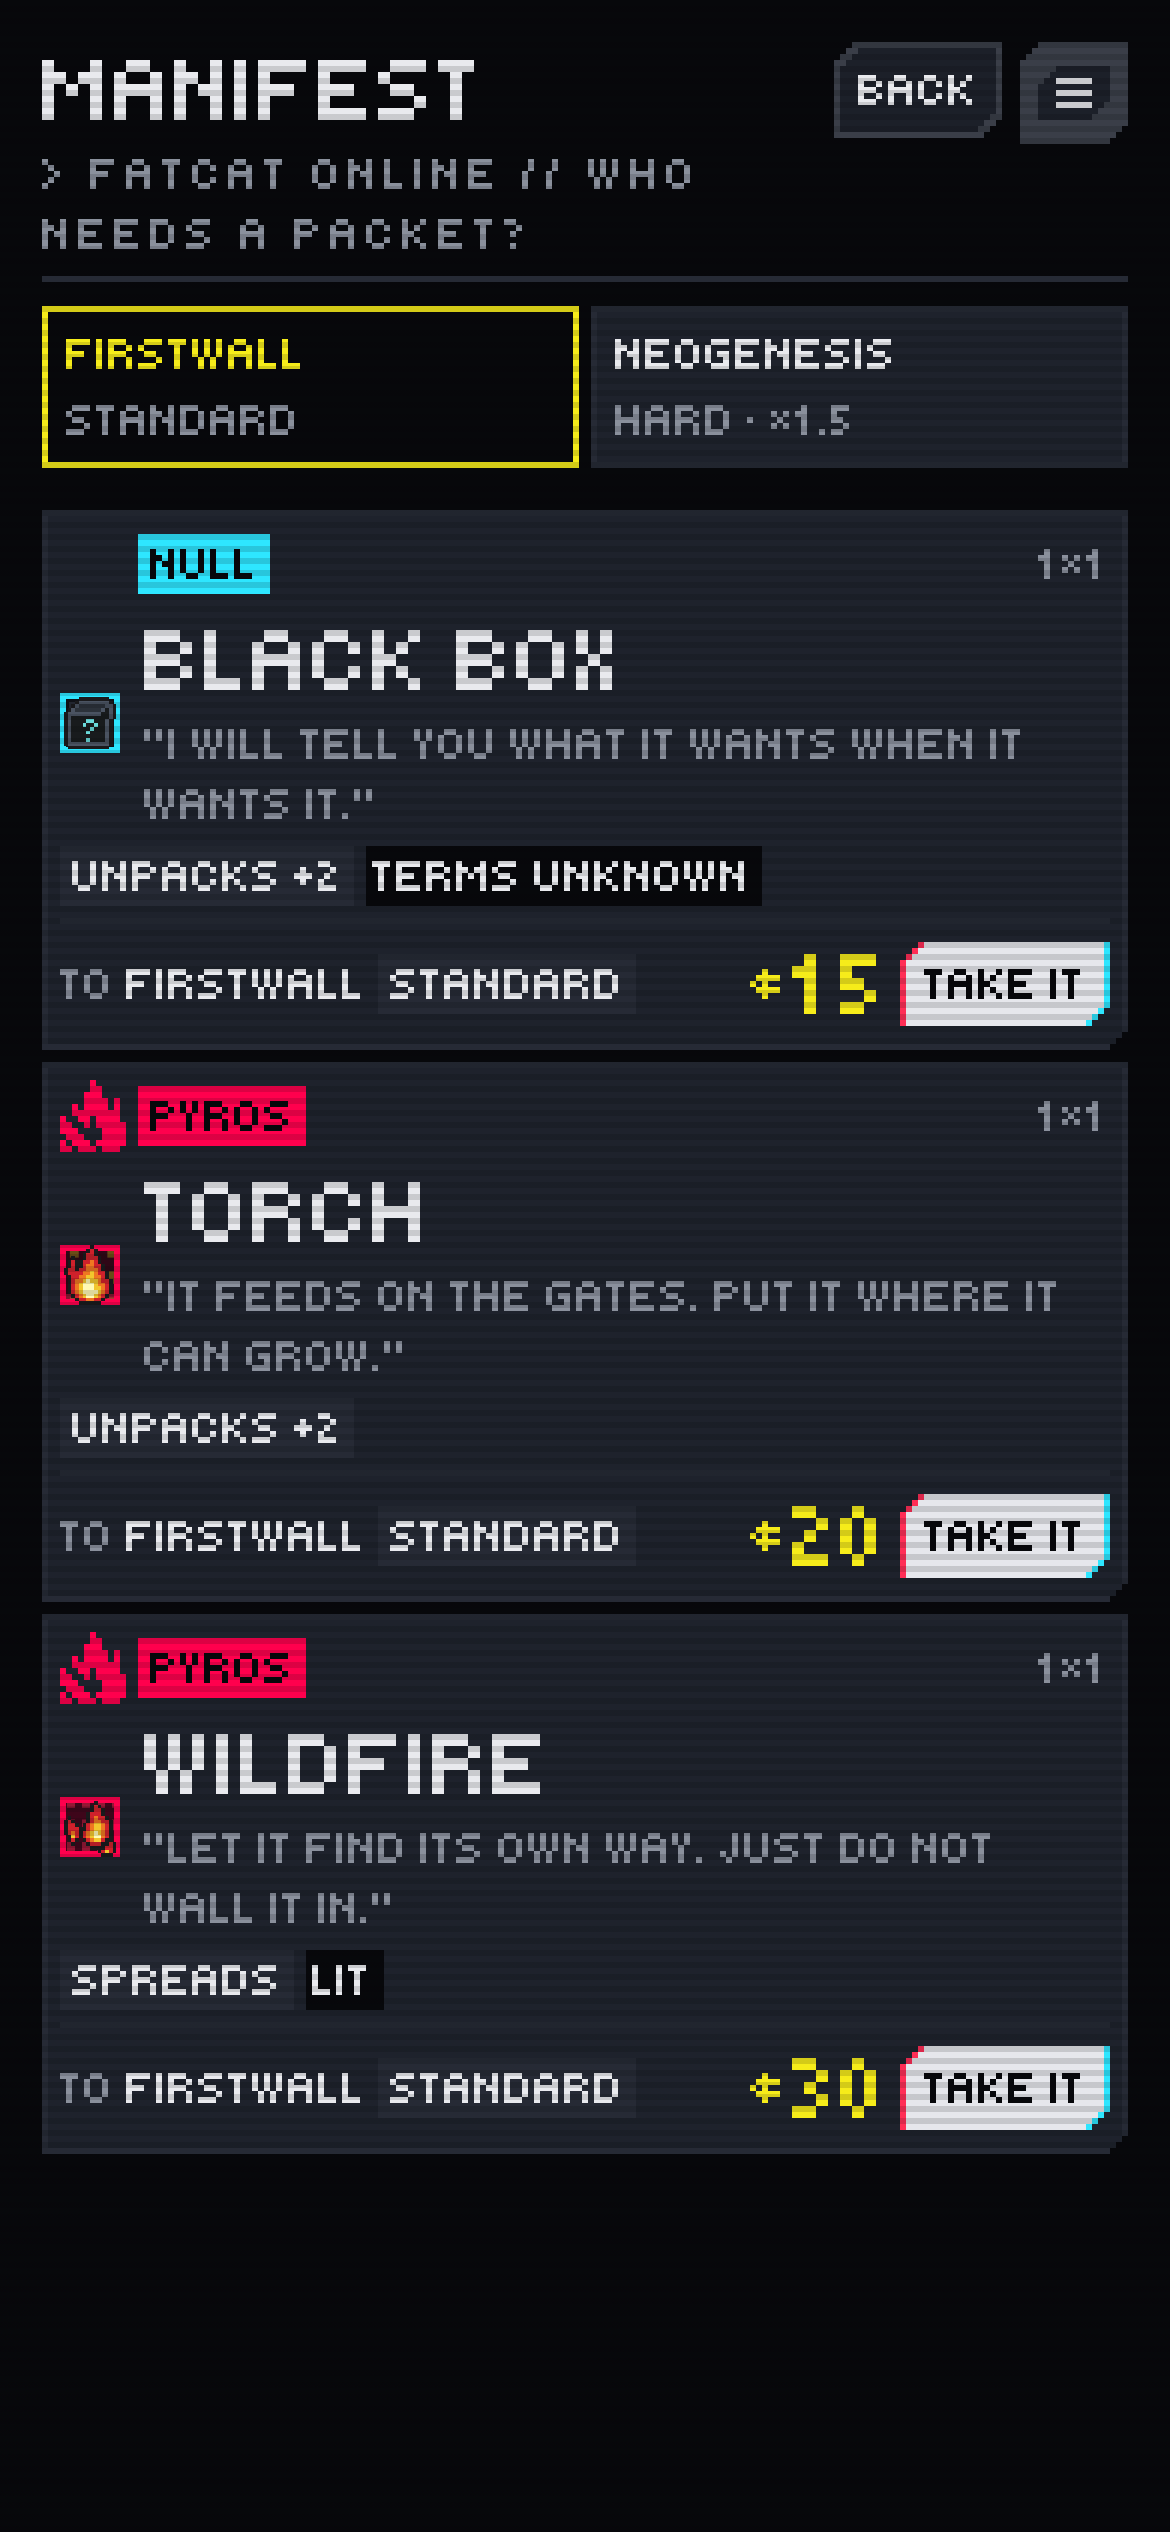 MANIFEST
BACK
> FATCAT ONLINE // WHO
NEEDS A PACKET?
FIRSTWALL
STANDARD
NEOGENESIS
HARD · ×1.5
NULL
1×1
BLACK BOX
?
"I WILL TELL YOU WHAT IT WANTS WHEN IT
WANTS IT."
UNPACKS +2 TERMS UNKNOWN
TO FIRSTWALL STANDARD 15 TAKE IT
PYROS
1×1
TORCH
"IT FEEDS ON THE GATES. PUT IT WHERE IT
CAN GROW."
UNPACKS +2
TO FIRSTWALL STANDARD 20 TAKE IT
PYROS
1×1
WILDFIRE
"LET IT FIND ITS OWN WAY. JUST DO NOT
WALL IT IN."
SPREADS LIT
TO FIRSTWALL STANDARD 30 TAKE IT